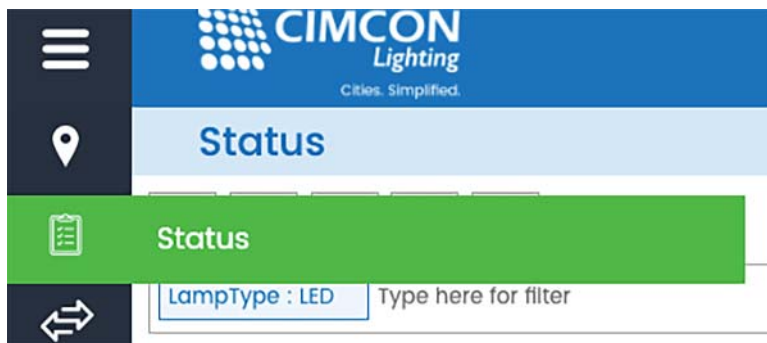 CIMCON
Lighting
Cities. Simplified.
Status
Status
LampType : LED
Type here for filter